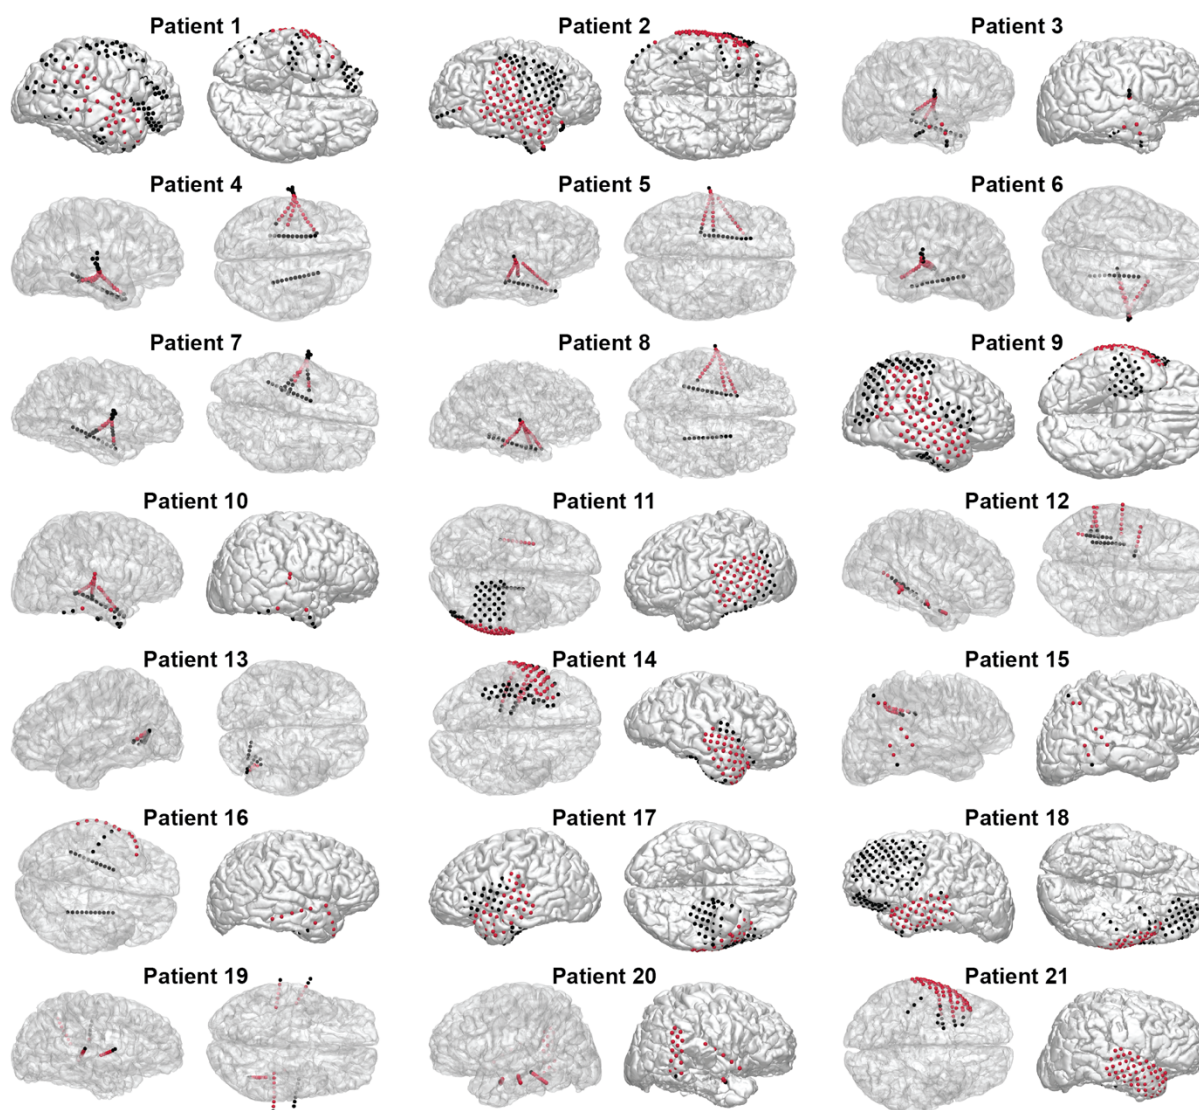 Patient 1
Patient 2
Patient 3
Patient 4
Patient 5
Patient 6
Patient 7
Patient 8
Patient 9
Patient 10
Patient 11
Patient 12
Patient 13
Patient 14
Patient 15
Patient 16
Patient 17
Patient 18
Patient 19
Patient 20
Patient 21